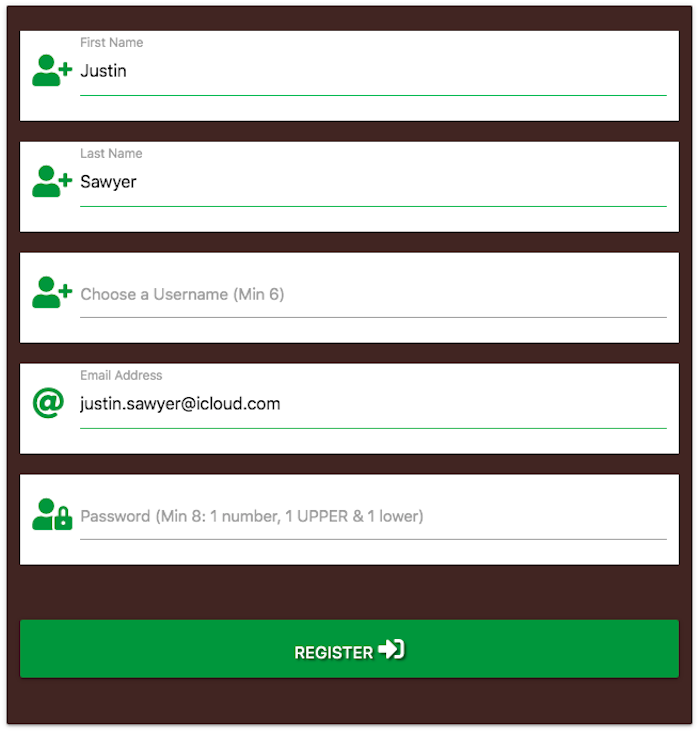 First Name
Justin
Last Name
Sawyer
Choose a Username (Min 6)
Email Address
justin.sawyer@icloud.com
Password (Min 8: 1 number, 1 UPPER & 1 lower)
REGISTER